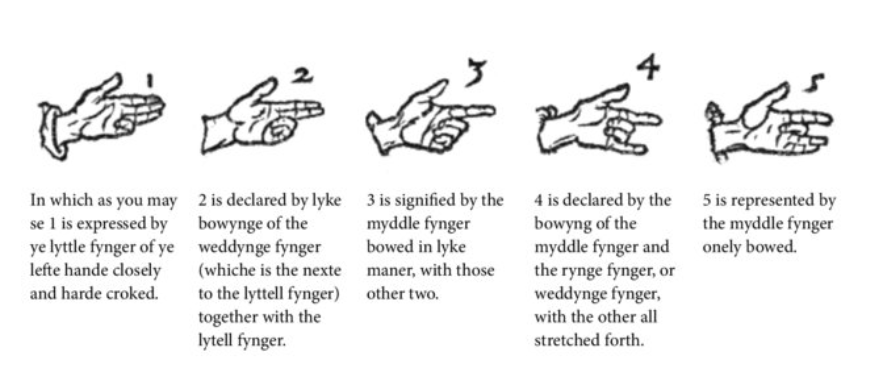 1
2
3
4
5
In which as you may
se 1 is expressed by
ye lyttle fynger of ye
lefte hande closely
and harde croked.
2 is declared by lyke
bowynge of the
weddynge fynger
(whiche is the nexte
to the lyttell fynger)
together with the
lytell fynger.
3 is signified by the
myddle fynger
bowed in lyke
maner, with those
other two.
4 is declared by the
bowyng of the
myddle fynger and
the rynge fynger, or
weddynge fynger,
with the other all
stretched forth.
5 is represented by
the myddle fynger
onely bowed.